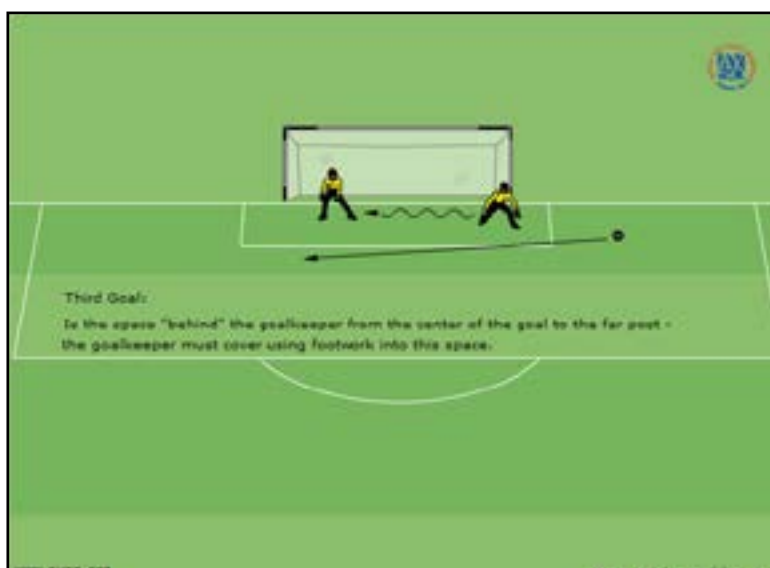 Third Goal:
Is the space "behind" the goalkeeper from the center of the goal to the far post -
the goalkeeper must cover using footwork into this space.